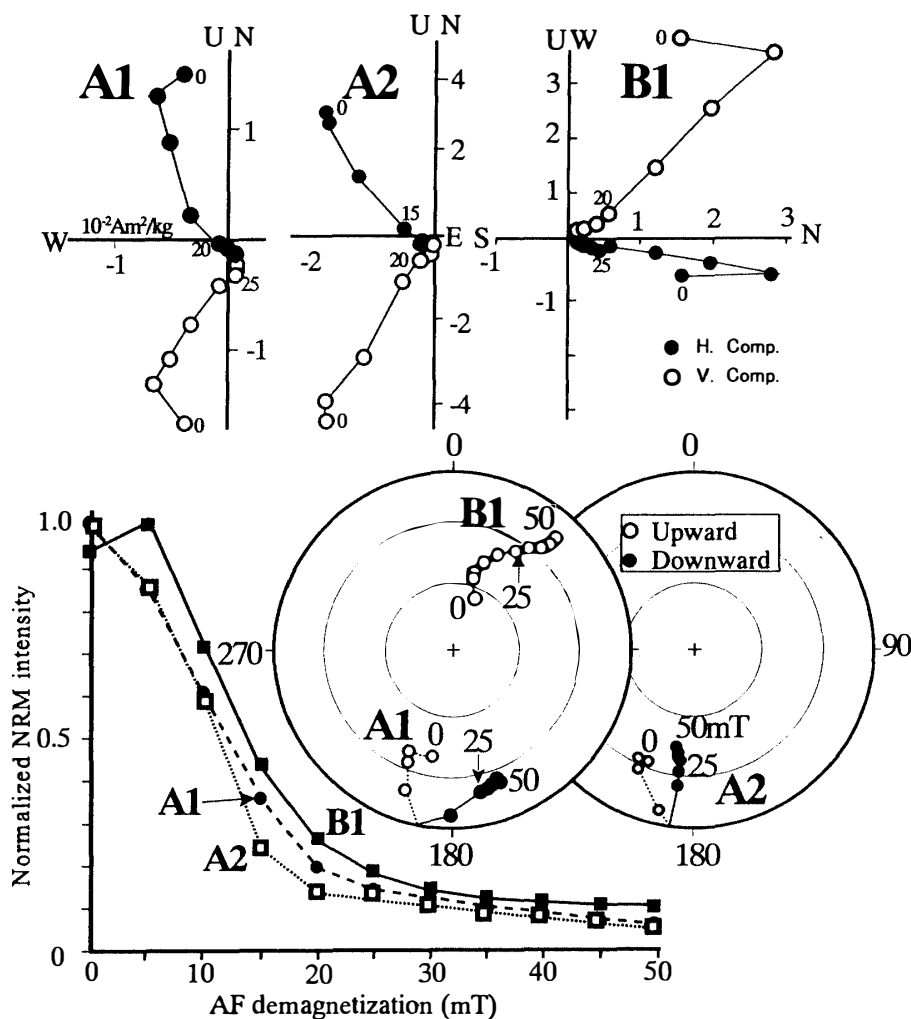 U N
A1
0
1
10⁻²Am²/kg
W
-1
20
25
-1
0
U N
A2
0
4
2
15
E
-2
20
-2
-4
0
U W
B1
0
3
2
1
20
S
-1
1
2
3
N
25
0
-1
● H. Comp.
○ V. Comp.
0
0
B1
50
0
25
270
90
○ Upward
● Downward
A1
0
25
50
180
0
50mT
25
A2
180
Normalized NRM intensity
1.0
0.5
0
A1
A2
B1
0
10
20
30
40
50
AF demagnetization (mT)